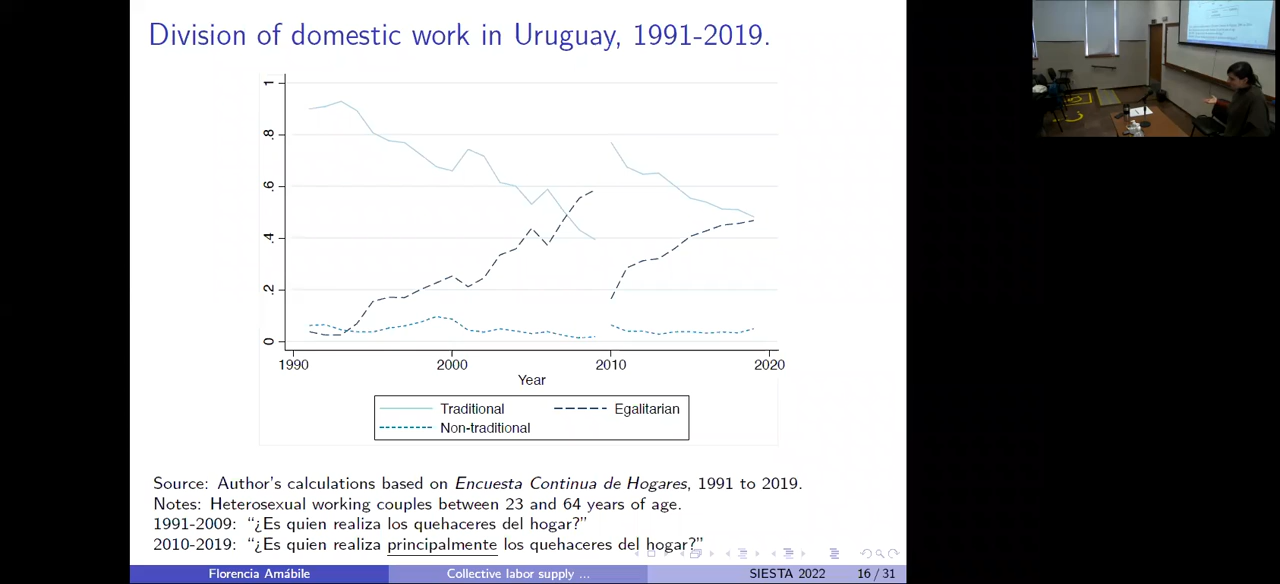 Division of domestic work in Uruguay, 1991-2019.
1
.8
.6
.4
.2
0
1990 2000 2010 2020
Year
Traditional Egalitarian
Non-traditional
Source: Author's calculations based on Encuesta Continua de Hogares, 1991 to 2019.
Notes: Heterosexual working couples between 23 and 64 years of age.
1991-2009: "¿Es quien realiza los quehaceres del hogar?"
2010-2019: "¿Es quien realiza principalmente los quehaceres del hogar?"
Florencia Amábile Collective labor supply ... SIESTA 2022 16 / 31